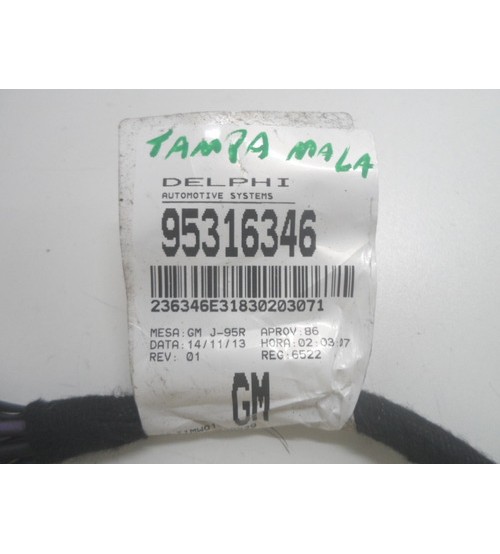 TAMPA MALA
DELPHI
AUTOMOTIVE SYSTEMS
95316346
236346E31830203071
MESA:GM J-95R APROV:86
DATA:14/11/13 HORA:02:03:17
REV: 01 REG:6522
GM